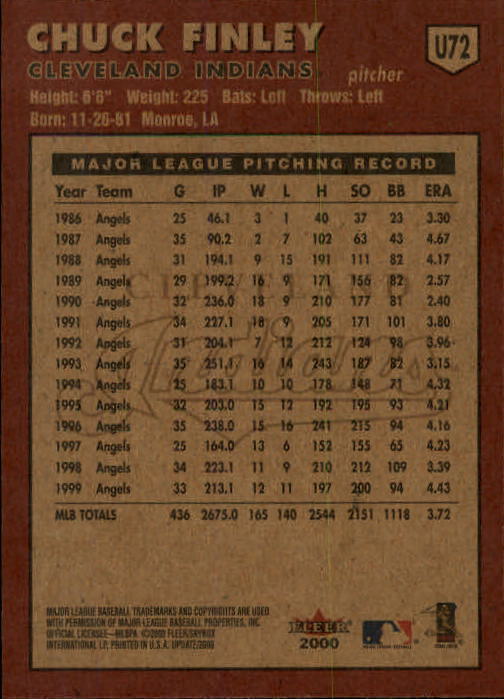 CHUCK FINLEY
U72
CLEVELAND INDIANS pitcher
Height: 6'6" Weight: 225 Bats: Left Throws: Left
Born: 11-26-61 Monroe, LA
MAJOR LEAGUE PITCHING RECORD
Year Team G IP W L H SO BB ERA
1986 Angels 25 46.1 3 1 40 37 23 3.30
1987 Angels 35 90.2 2 7 102 63 43 4.67
1988 Angels 31 194.1 9 15 191 111 82 4.17
1989 Angels 29 199.2 16 9 171 156 82 2.57
1990 Angels 32 236.0 18 9 210 177 81 2.40
1991 Angels 34 227.1 18 9 205 171 101 3.80
1992 Angels 31 204.1 7 12 212 124 98 3.96
1993 Angels 35 251.1 16 14 243 187 82 3.15
1994 Angels 25 183.1 10 10 178 148 71 4.32
1995 Angels 32 203.0 15 12 192 195 93 4.21
1996 Angels 35 238.0 15 16 241 215 94 4.16
1997 Angels 25 164.0 13 6 152 155 65 4.23
1998 Angels 34 223.1 11 9 210 212 109 3.39
1999 Angels 33 213.1 12 11 197 200 94 4.43
MLB TOTALS 436 2675.0 165 140 2544 2151 1118 3.72
CLEVELAND
Indians
MAJOR LEAGUE BASEBALL TRADEMARKS AND COPYRIGHTS ARE USED
WITH PERMISSION OF MAJOR LEAGUE BASEBALL PROPERTIES, INC.
OFFICIAL LICENSEE—MLBPA ©2000 FLEER/SKYBOX
INTERNATIONAL LP, PRINTED IN U.S.A. UPDATE/2000
FLEER
2000